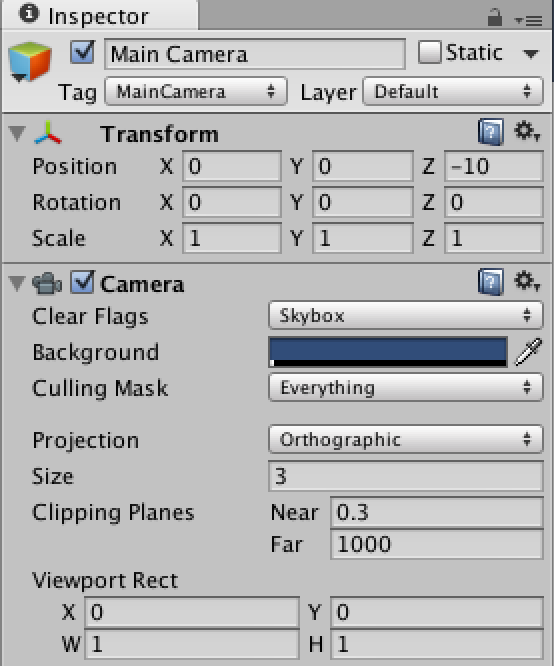 Inspector
Main Camera Static
Tag MainCamera Layer Default
Transform
Position X 0 Y 0 Z -10
Rotation X 0 Y 0 Z 0
Scale X 1 Y 1 Z 1
Camera
Clear Flags Skybox
Background
Culling Mask Everything
Projection Orthographic
Size 3
Clipping Planes Near 0.3
Far 1000
Viewport Rect
X 0 Y 0
W 1 H 1